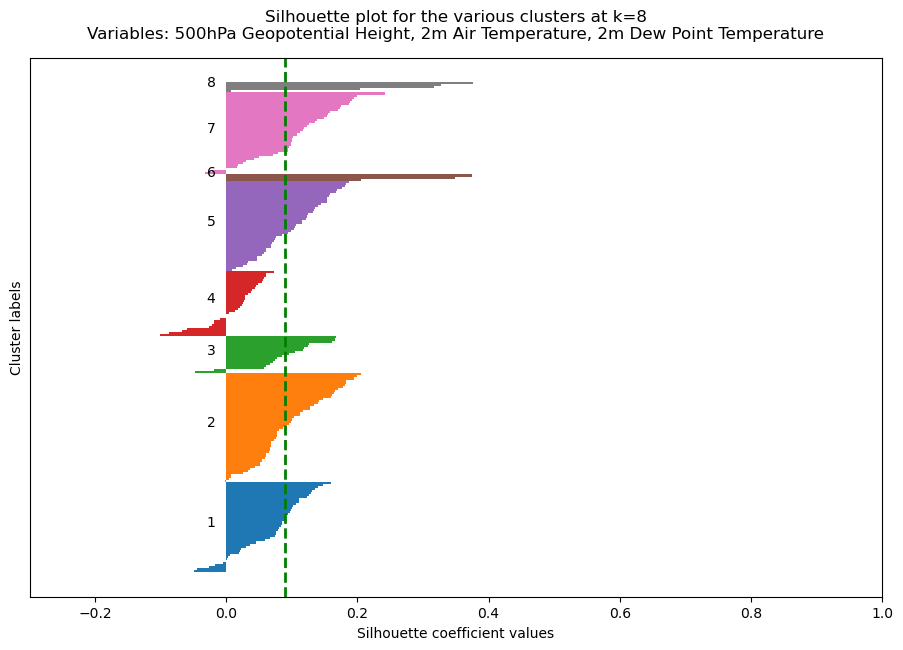 Silhouette plot for the various clusters at k=8
Variables: 500hPa Geopotential Height, 2m Air Temperature, 2m Dew Point Temperature
8
7
6
5
4
3
2
1
Cluster labels
−0.2 0.0 0.2 0.4 0.6 0.8 1.0
Silhouette coefficient values